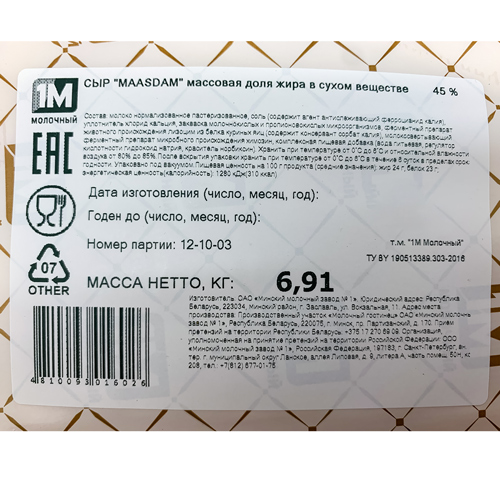 1М
МОЛОЧНЫЙ
СЫР "MAASDAM" массовая доля жира в сухом веществе 45 %
Состав: молоко нормализованное пастеризованное, соль (содержит агент антислеживающий ферроцианид калия),
уплотнитель хлорид кальция, закваска молочнокислых и пропионовокислых микроорганизмов, ферментный препарат
животного происхождения лизоцим из белка куриных яиц (содержит консервант сорбат калия), молокосвертывающий
ферментный препарат микробного происхождения химозин, комплексная пищевая добавка (вода питьевая, регулятор
кислотности гидроксид натрия, краситель норбиксин). Хранить при температуре от 0°С до 6°С и относительной влажности
воздуха от 80% до 85%. После вскрытия упаковки хранить при температуре от 0°С до 6°С в течение 6 суток в пределах срока
годности. Упаковано под вакуумом. Пищевая ценность на 100 г продукта (средние значения): жир 24 г, белок 23 г,
энергетическая ценность(калорийность): 1280 кДж(310 ккал)
EAC
Дата изготовления (число, месяц, год):
Годен до (число, месяц, год):
Номер партии: 12-10-03
т.м. "1М Молочный"
ТУ BY 190513389.303-2016
07
OTHER
МАССА НЕТТО, КГ: 6,91
Изготовитель: ОАО «Минский молочный завод № 1». Юридический адрес: Республика
Беларусь, 223034, Минский район, г. Заславль, ул. Вокзальная, 11. Адрес места
производства: Производственный участок «Молочный гостинец» ОАО «Минский молочный
завод № 1», Республика Беларусь, 220075, г. Минск, пр. Партизанский, д. 170. Прием
претензий на территории Республики Беларусь: +375 17 270 69 09. Организация,
уполномоченная на принятие претензий на территории Российской Федерации: ООО
«Минский молочный завод № 1», Российская Федерация, 197183, г. Санкт-Петербург, вн.
тер. г. муниципальный округ Ланское, аллея Липовая, д. 9, литера А, часть помещ. 50Н,
ком. 208, тел. +7(812) 677-01-76
4810093016026